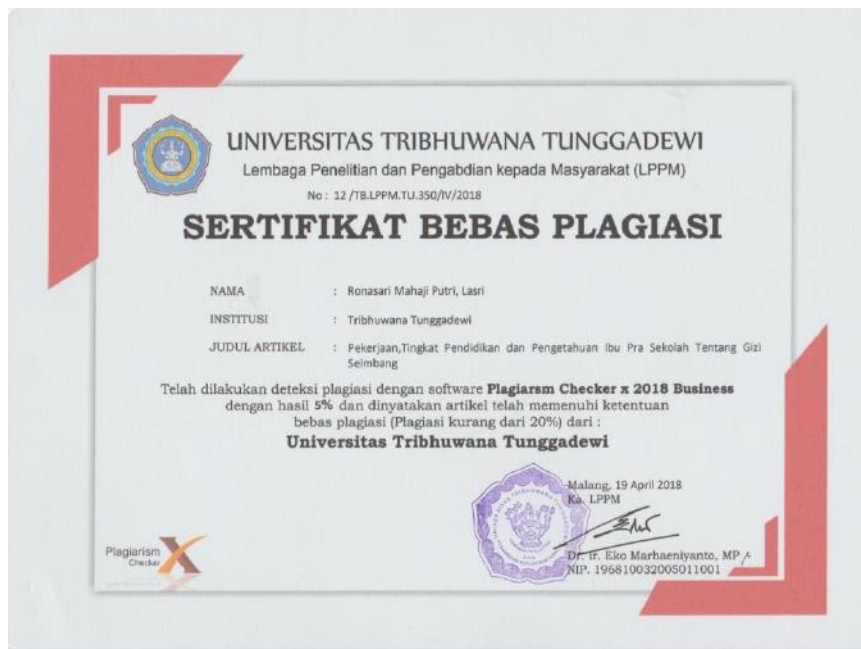 UNIVERSITAS TRIBHUWANA TUNGGADEWI
Lembaga Penelitian dan Pengabdian kepada Masyarakat (LPPM)
No : 12 /TB.LPPM.TU.350/IV/2018
SERTIFIKAT BEBAS PLAGIASI
NAMA : Ronasari Mahaji Putri, Lasri
INSTITUSI : Tribhuwana Tunggadewi
JUDUL ARTIKEL : Pekerjaan,Tingkat Pendidikan dan Pengetahuan Ibu Pra Sekolah Tentang Gizi
Seimbang
Telah dilakukan deteksi plagiasi dengan software Plagiarsm Checker x 2018 Business
dengan hasil 5% dan dinyatakan artikel telah memenuhi ketentuan
bebas plagiasi (Plagiasi kurang dari 20%) dari :
Universitas Tribhuwana Tunggadewi
Malang, 19 April 2018
Ka. LPPM
Dr. Ir. Eko Marhaeniyanto, MP
NIP. 196810032005011001
Plagiarism
Checker